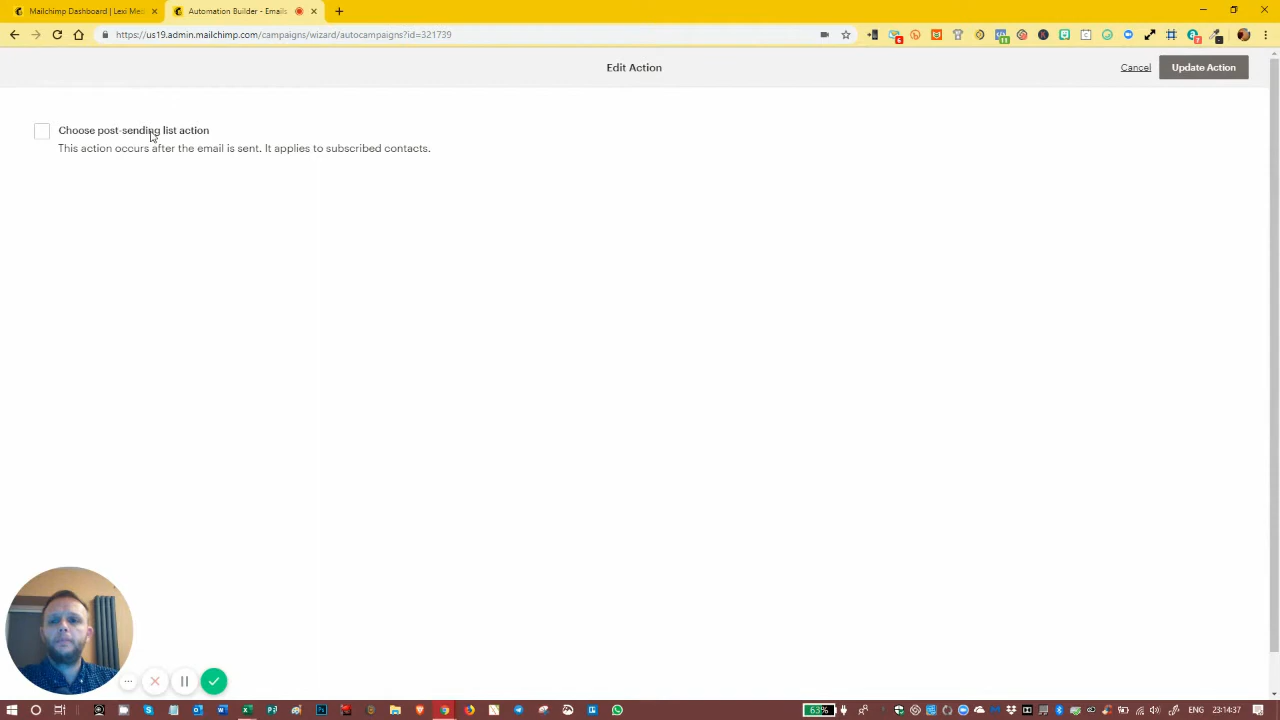 Mailchimp Dashboard | Lexi Med
Automation Builder - Emails
https://us19.admin.mailchimp.com/campaigns/wizard/autocampaigns?id=321739
Edit Action
Cancel
Update Action
Choose post-sending list action
This action occurs after the email is sent. It applies to subscribed contacts.
63%
ENG
23:14:37